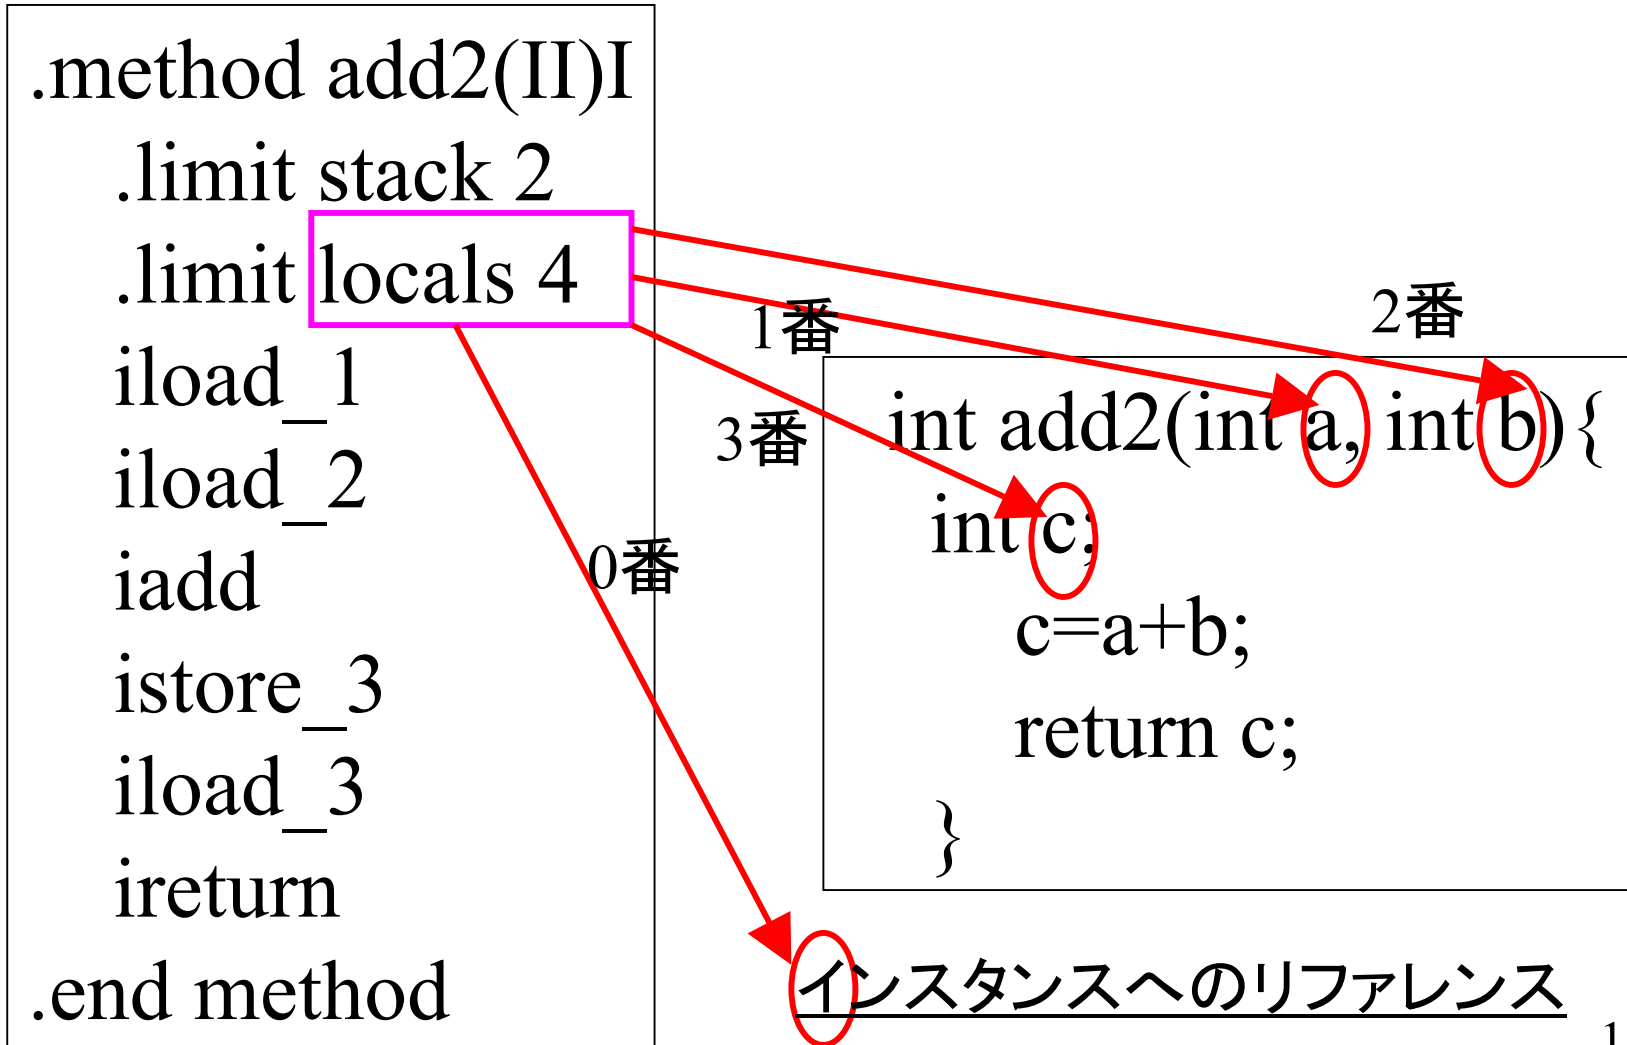 .method add2(II)I
.limit stack 2
.limit locals 4
iload_1
iload_2
iadd
istore_3
iload_3
ireturn
.end method
1番
2番
3番
0番
int add2(int a, int b){
int c;
c=a+b;
return c;
}
インスタンスへのリファレンス
1